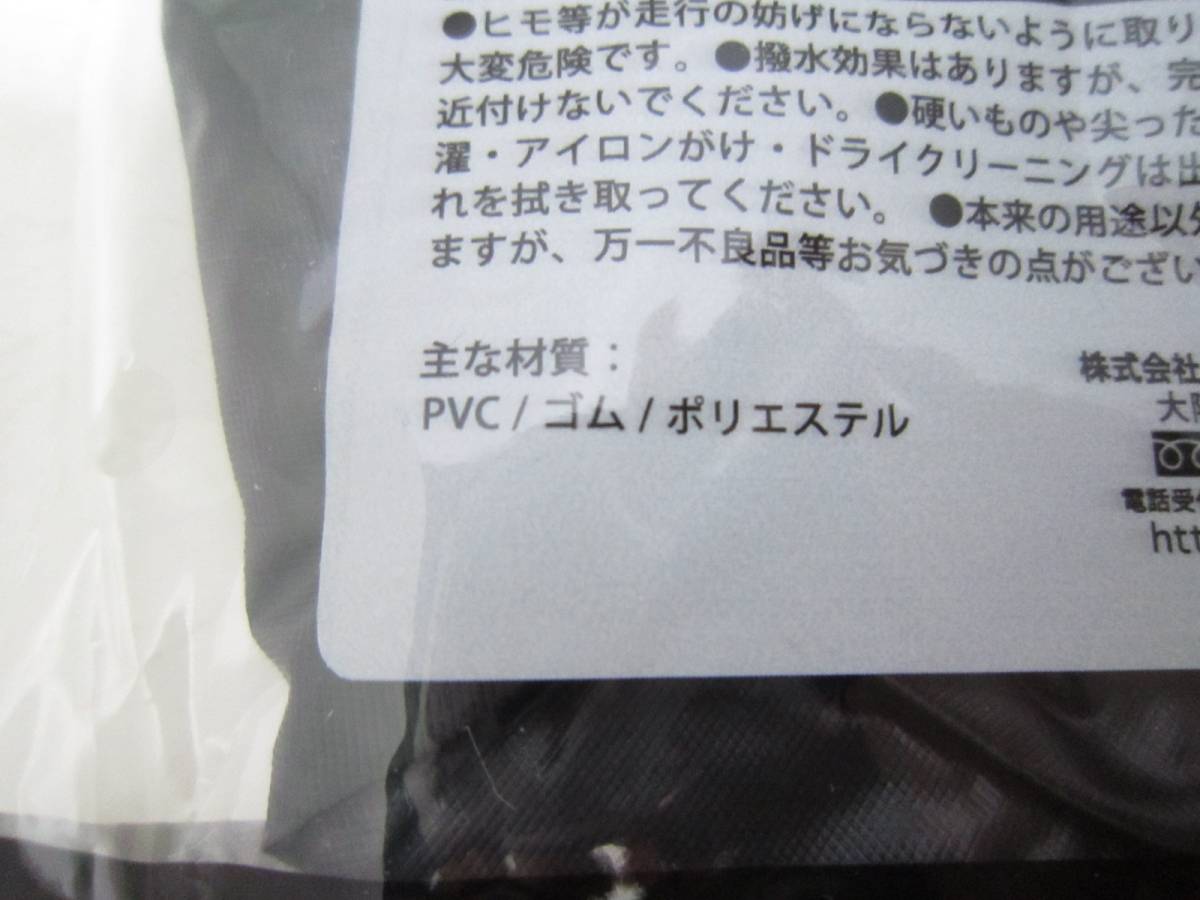 ●ヒモ等が走行の妨げにならないように取り
大変危険です。●撥水効果はありますが、完
近付けないでください。●硬いものや尖った
濯・アイロンがけ・ドライクリーニングは出
れを拭き取ってください。●本来の用途以外
ますが、万一不良品等お気づきの点がござい
主な材質：
PVC / ゴム / ポリエステル
株式会社
大阪
電話受付
htt